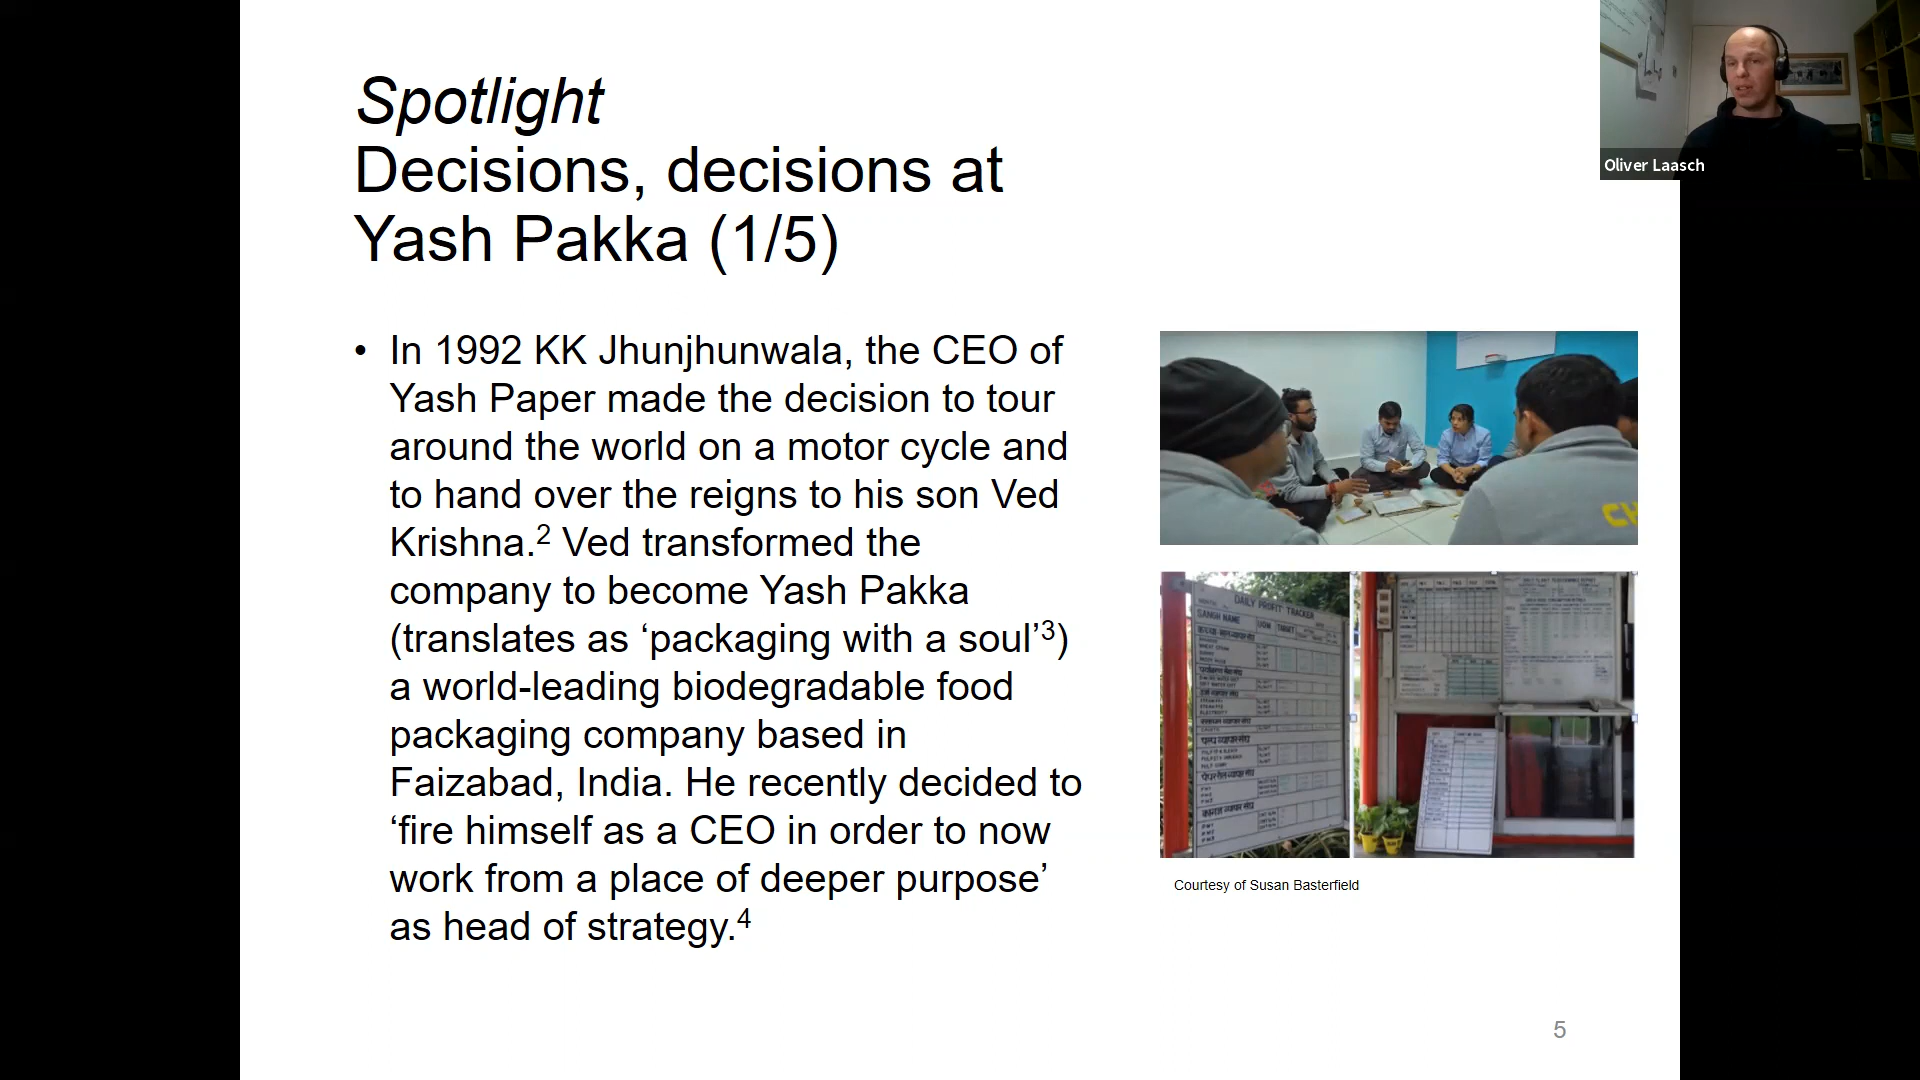 Spotlight
Decisions, decisions at
Yash Pakka (1/5)
• In 1992 KK Jhunjhunwala, the CEO of
Yash Paper made the decision to tour
around the world on a motor cycle and
to hand over the reigns to his son Ved
Krishna.2 Ved transformed the
company to become Yash Pakka
(translates as ‘packaging with a soul’3)
a world-leading biodegradable food
packaging company based in
Faizabad, India. He recently decided to
‘fire himself as a CEO in order to now
work from a place of deeper purpose’
as head of strategy.4
Oliver Laasch
CH
DAILY PROFIT TRACKER
SANGH NAME UOM TARGET
Courtesy of Susan Basterfield
5